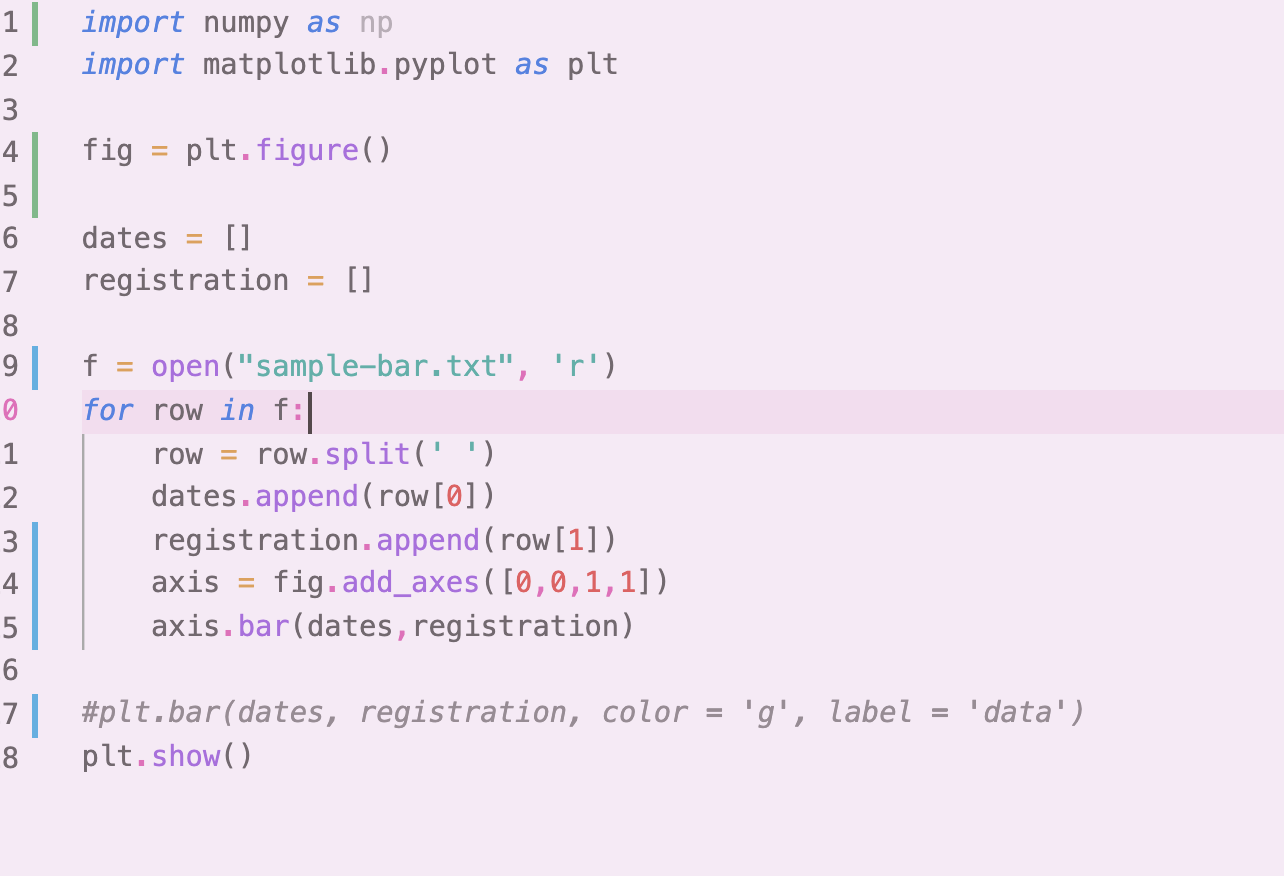 1 import numpy as np
2 import matplotlib.pyplot as plt
3
4 fig = plt.figure()
5
6 dates = []
7 registration = []
8
9 f = open("sample-bar.txt", 'r')
0 for row in f:
1     row = row.split(' ')
2     dates.append(row[0])
3     registration.append(row[1])
4     axis = fig.add_axes([0,0,1,1])
5     axis.bar(dates,registration)
6
7 #plt.bar(dates, registration, color = 'g', label = 'data')
8 plt.show()